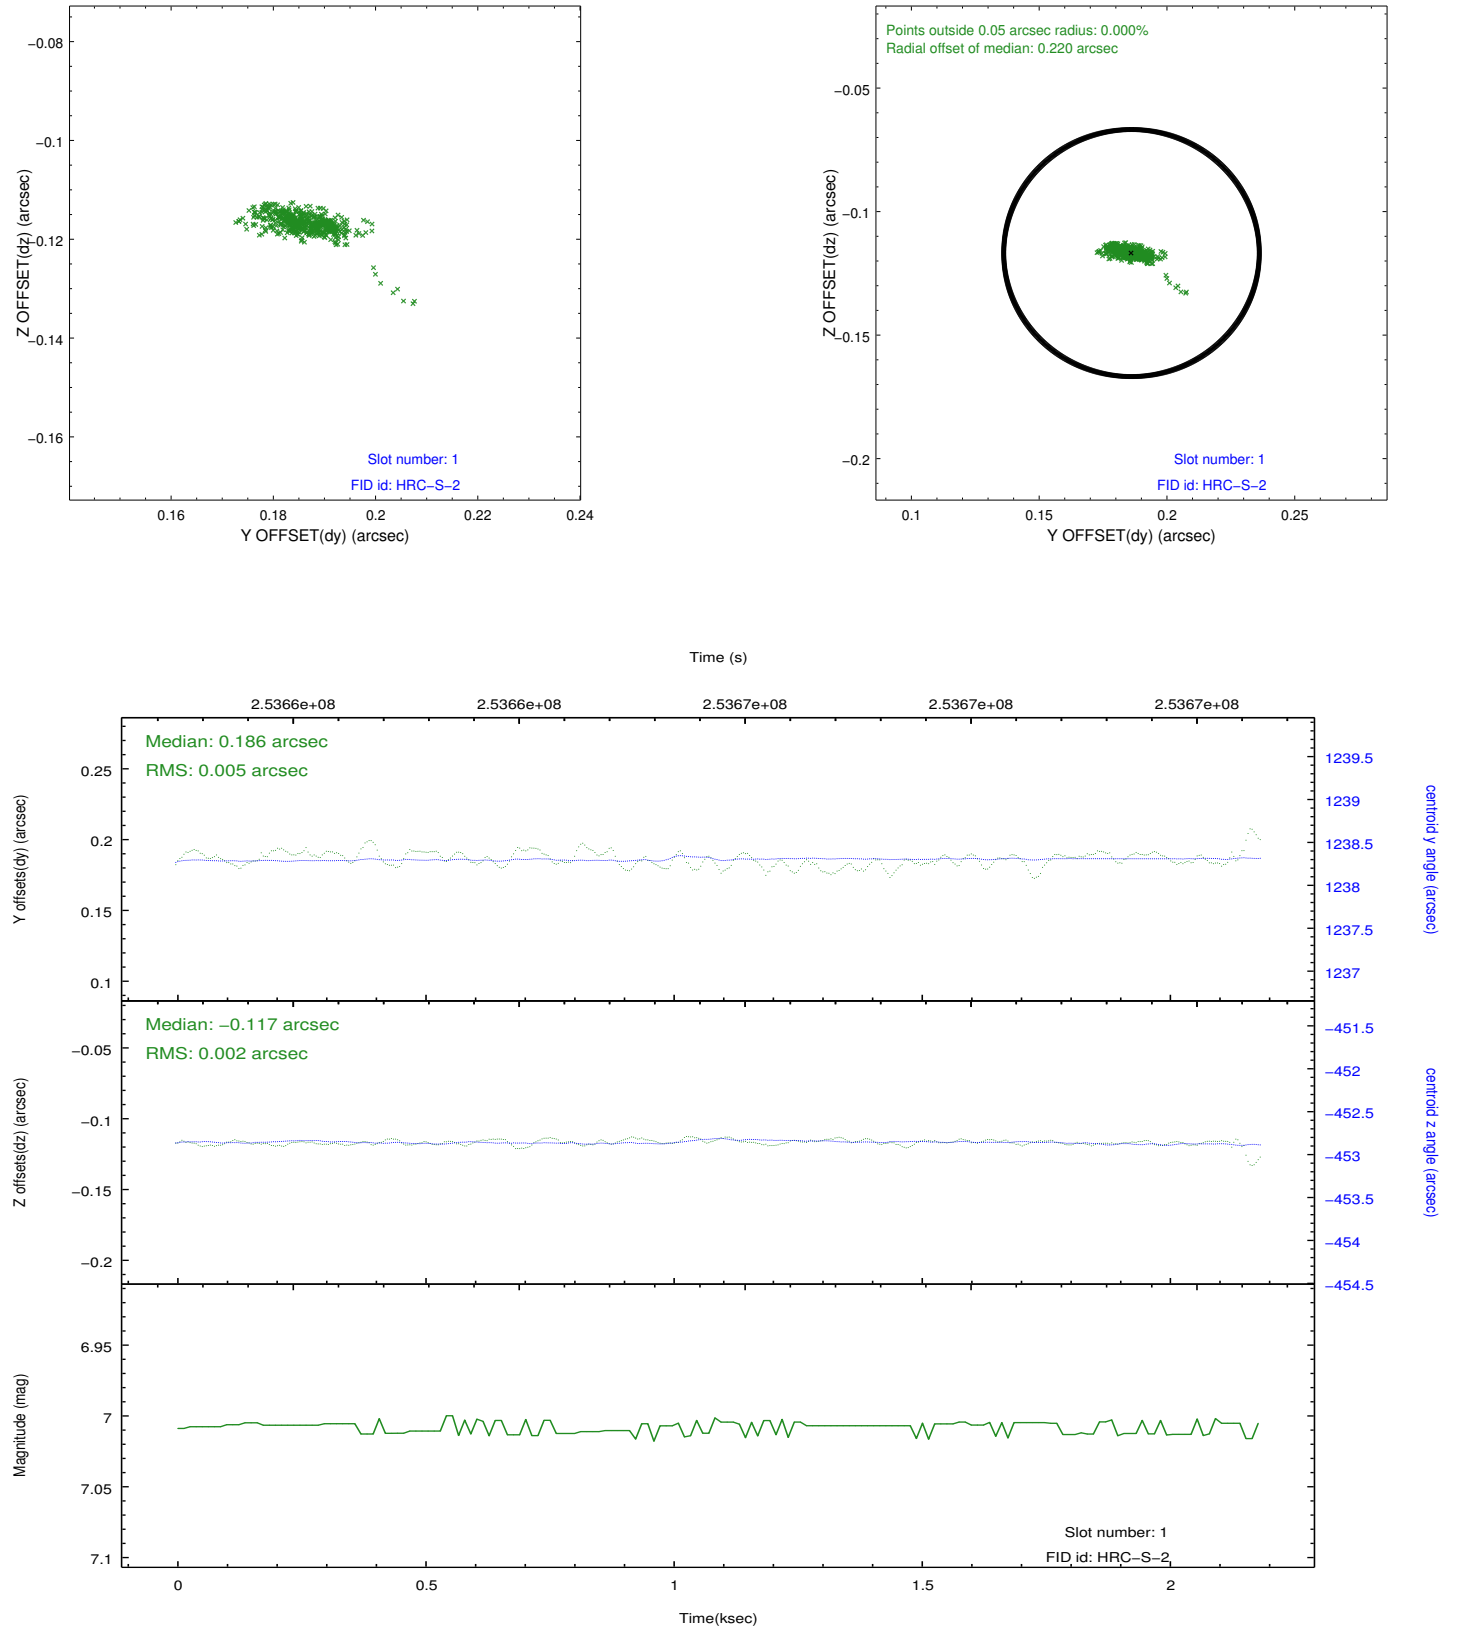 −0.08
−0.1
−0.12
−0.14
−0.16
Z OFFSET(dz) (arcsec)
Slot number: 1
FID id: HRC−S−2
0.16 0.18 0.2 0.22 0.24
Y OFFSET(dy) (arcsec)
Points outside 0.05 arcsec radius: 0.000%
Radial offset of median: 0.220 arcsec
−0.05
−0.1
−0.15
−0.2
Z OFFSET(dz) (arcsec)
Slot number: 1
FID id: HRC−S−2
0.1 0.15 0.2 0.25
Y OFFSET(dy) (arcsec)
Time (s)
2.5366e+08 2.5366e+08 2.5367e+08 2.5367e+08 2.5367e+08
Median: 0.186 arcsec
RMS: 0.005 arcsec
0.25
0.2
0.15
0.1
Y offsets(dy) (arcsec)
1239.5
1239
1238.5
1238
1237.5
1237
centroid y angle (arcsec)
Median: −0.117 arcsec
RMS: 0.002 arcsec
−0.05
−0.1
−0.15
−0.2
Z offsets(dz) (arcsec)
−451.5
−452
−452.5
−453
−453.5
−454
−454.5
centroid z angle (arcsec)
6.95
7
7.05
7.1
Magnitude (mag)
Slot number: 1
FID id: HRC−S−2
0 0.5 1 1.5 2
Time(ksec)